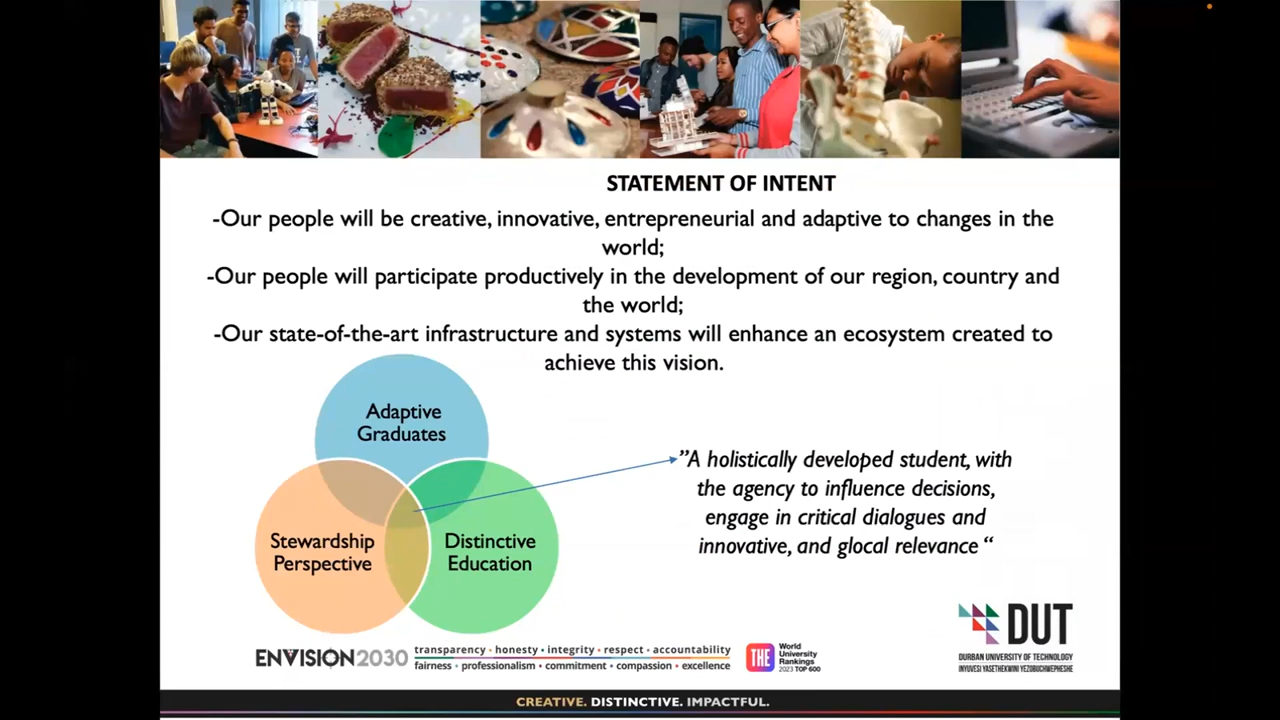 STATEMENT OF INTENT
-Our people will be creative, innovative, entrepreneurial and adaptive to changes in the
world;
-Our people will participate productively in the development of our region, country and
the world;
-Our state-of-the-art infrastructure and systems will enhance an ecosystem created to
achieve this vision.
Adaptive
Graduates
Stewardship
Perspective
Distinctive
Education
”A holistically developed student, with
the agency to influence decisions,
engage in critical dialogues and
innovative, and glocal relevance “
ENVISION2030
transparency • honesty • integrity • respect • accountability
fairness • professionalism • commitment • compassion • excellence
THE
World
University
Rankings
2023 TOP 600
DUT
DURBAN UNIVERSITY OF TECHNOLOGY
INYUVESI YASETHEKWINI YEZOBUCHWEPHESHE
CREATIVE. DISTINCTIVE. IMPACTFUL.